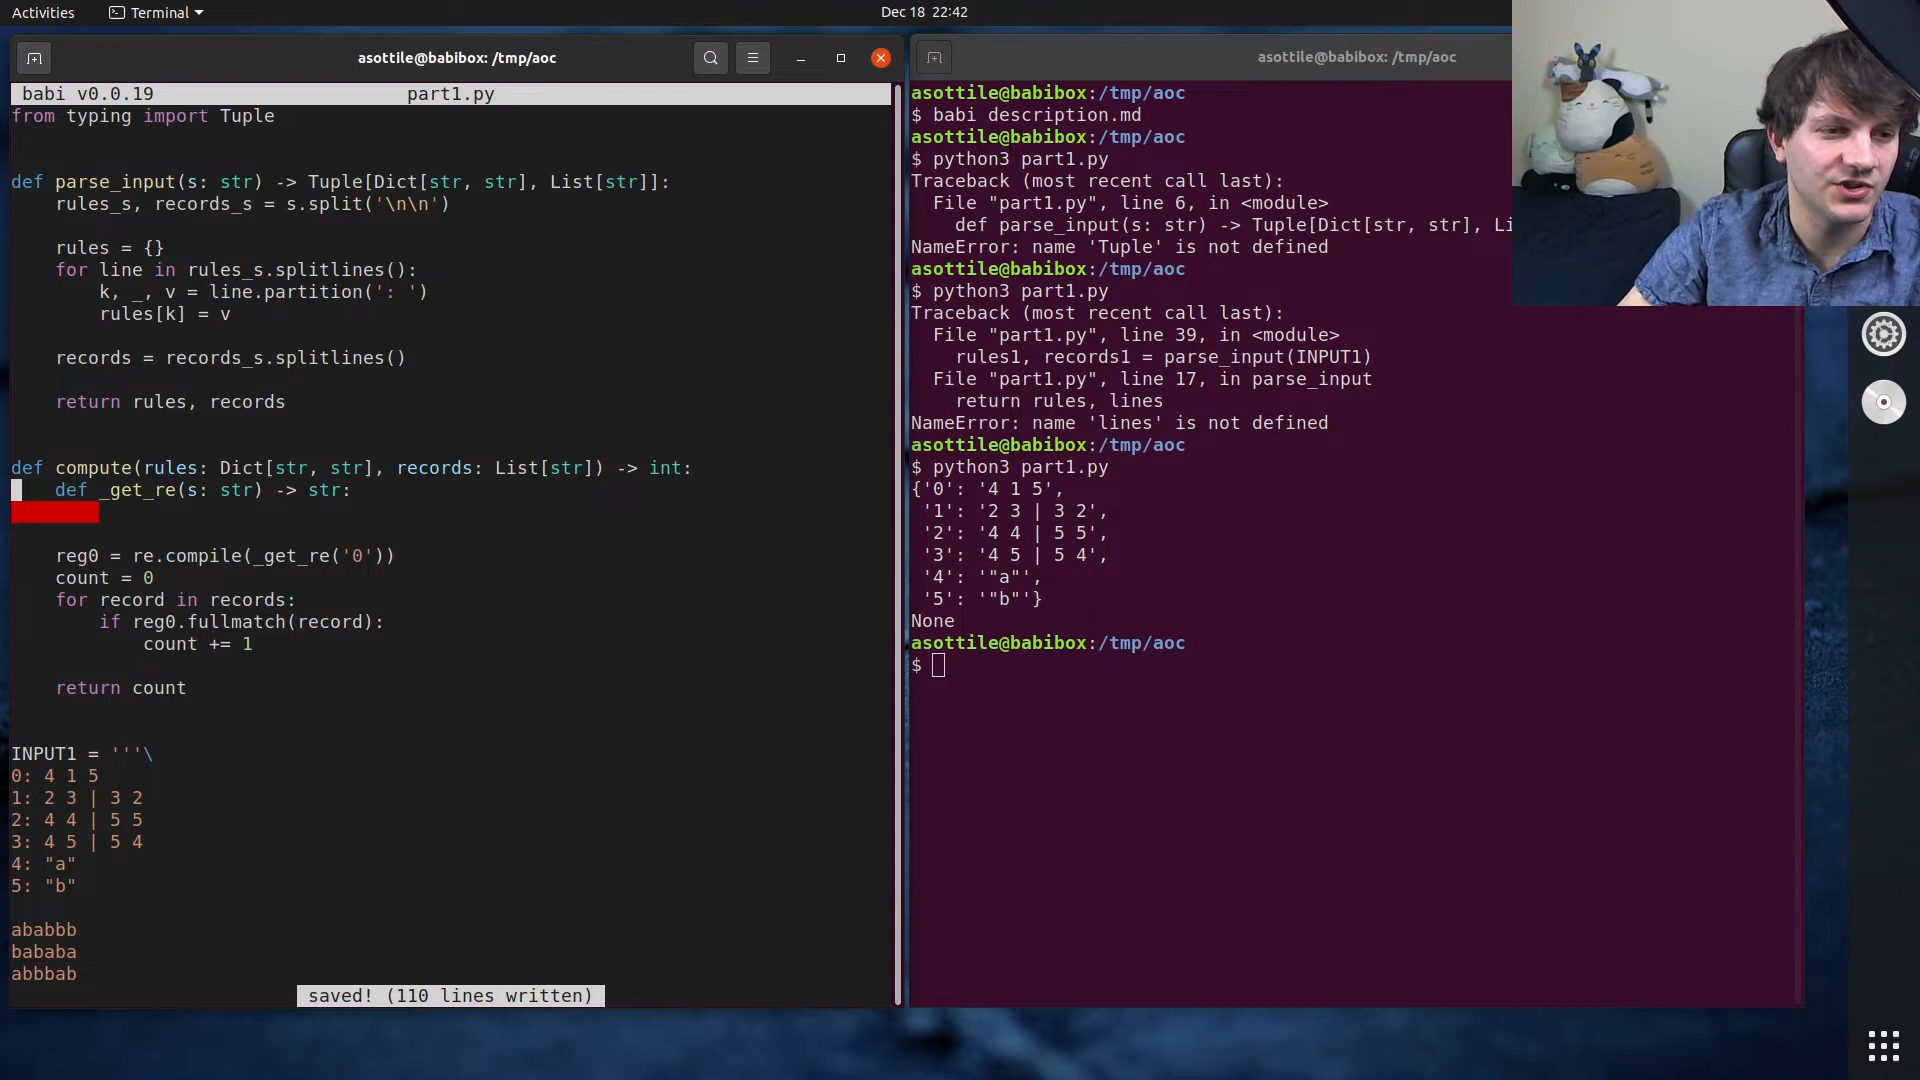 Activities
Terminal
Dec 18 22:42
asottile@babibox: /tmp/aoc
babi v0.0.19 part1.py
from typing import Tuple
def parse_input(s: str) -> Tuple[Dict[str, str], List[str]]:
rules_s, records_s = s.split('\n\n')
rules = {}
for line in rules_s.splitlines():
k, _, v = line.partition(': ')
rules[k] = v
records = records_s.splitlines()
return rules, records
def compute(rules: Dict[str, str], records: List[str]) -> int:
def _get_re(s: str) -> str:
reg0 = re.compile(_get_re('0'))
count = 0
for record in records:
if reg0.fullmatch(record):
count += 1
return count
INPUT1 = '''\
0: 4 1 5
1: 2 3 | 3 2
2: 4 4 | 5 5
3: 4 5 | 5 4
4: "a"
5: "b"
ababbb
bababa
abbbab
saved! (110 lines written)
asottile@babibox: /tmp/aoc
asottile@babibox:/tmp/aoc
$ babi description.md
asottile@babibox:/tmp/aoc
$ python3 part1.py
Traceback (most recent call last):
File "part1.py", line 6, in <module>
def parse_input(s: str) -> Tuple[Dict[str, str], Li
NameError: name 'Tuple' is not defined
asottile@babibox:/tmp/aoc
$ python3 part1.py
Traceback (most recent call last):
File "part1.py", line 39, in <module>
rules1, records1 = parse_input(INPUT1)
File "part1.py", line 17, in parse_input
return rules, lines
NameError: name 'lines' is not defined
asottile@babibox:/tmp/aoc
$ python3 part1.py
{'0': '4 1 5',
'1': '2 3 | 3 2',
'2': '4 4 | 5 5',
'3': '4 5 | 5 4',
'4': '"a"',
'5': '"b"'}
None
asottile@babibox:/tmp/aoc
$